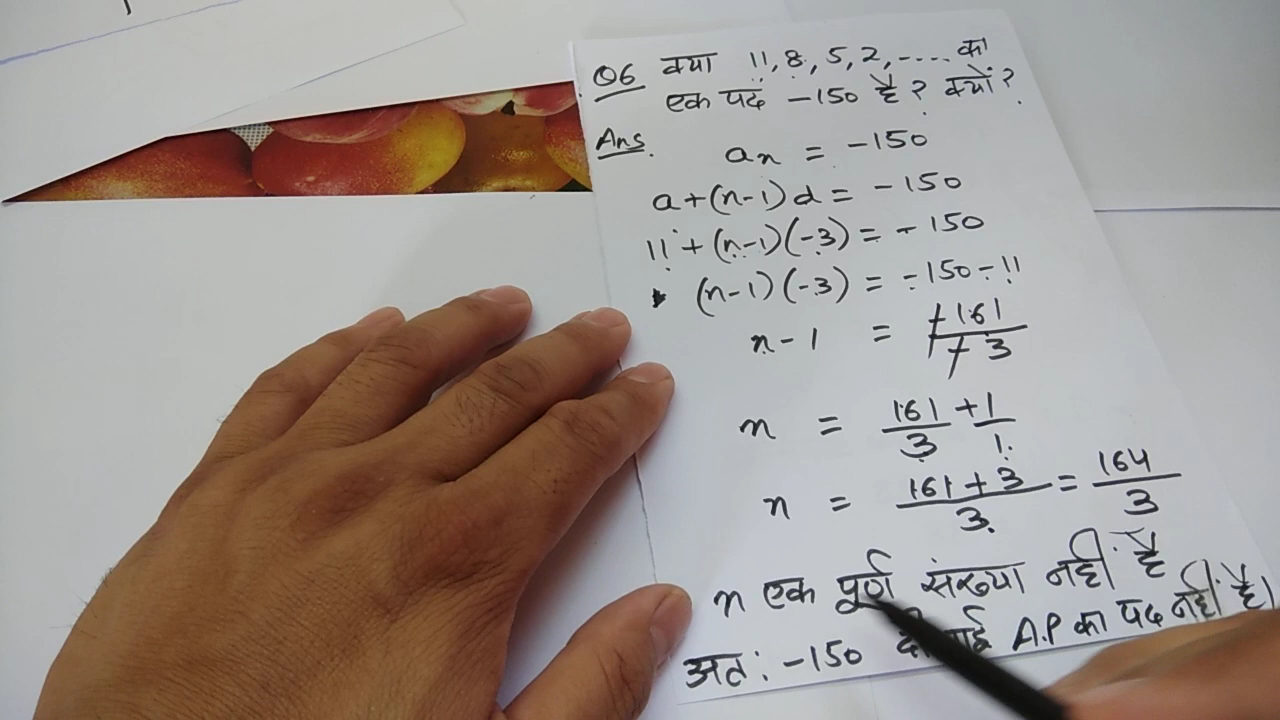 Q6 क्या 11, 8, 5, 2, ..... का
एक पद -150 है? क्यों?
Ans. an = -150
a+(n-1)d = -150
11+(n-1)(-3) = -150
(n-1)(-3) = -150-11
n-1 = -161/-3
n = 161/3 + 1/1
n = 161+3/3 = 164/3
n एक पूर्ण संख्या नहीं है
अत: -150 दी गई A.P का पद नहीं है।